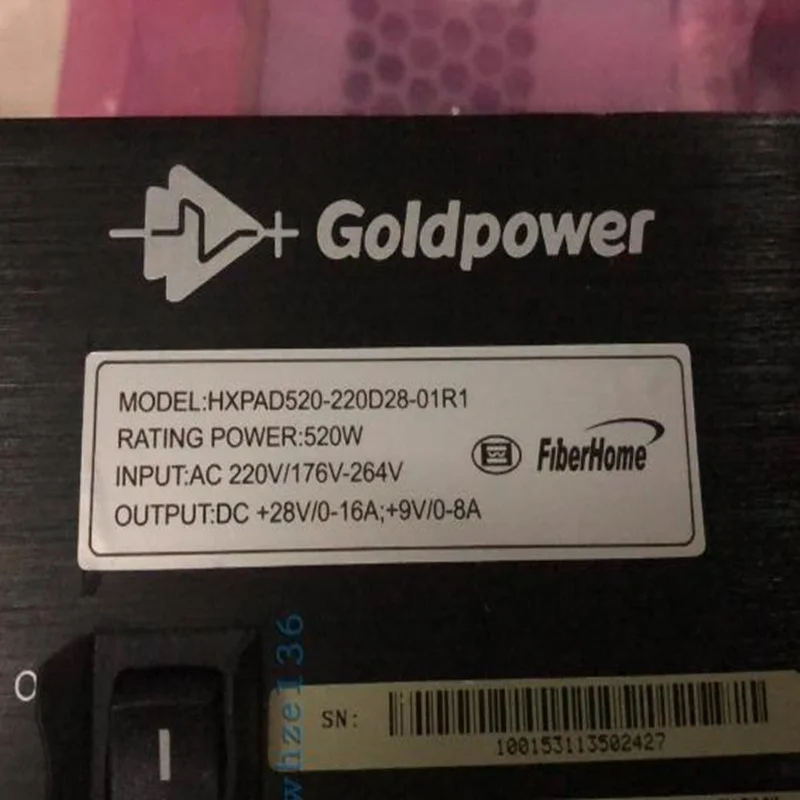 Goldpower
MODEL:HXPAD520-220D28-01R1
RATING POWER:520W
INPUT:AC 220V/176V-264V
OUTPUT:DC +28V/0-16A;+9V/0-8A
FiberHome
O
whze136
SN:
100153113502427